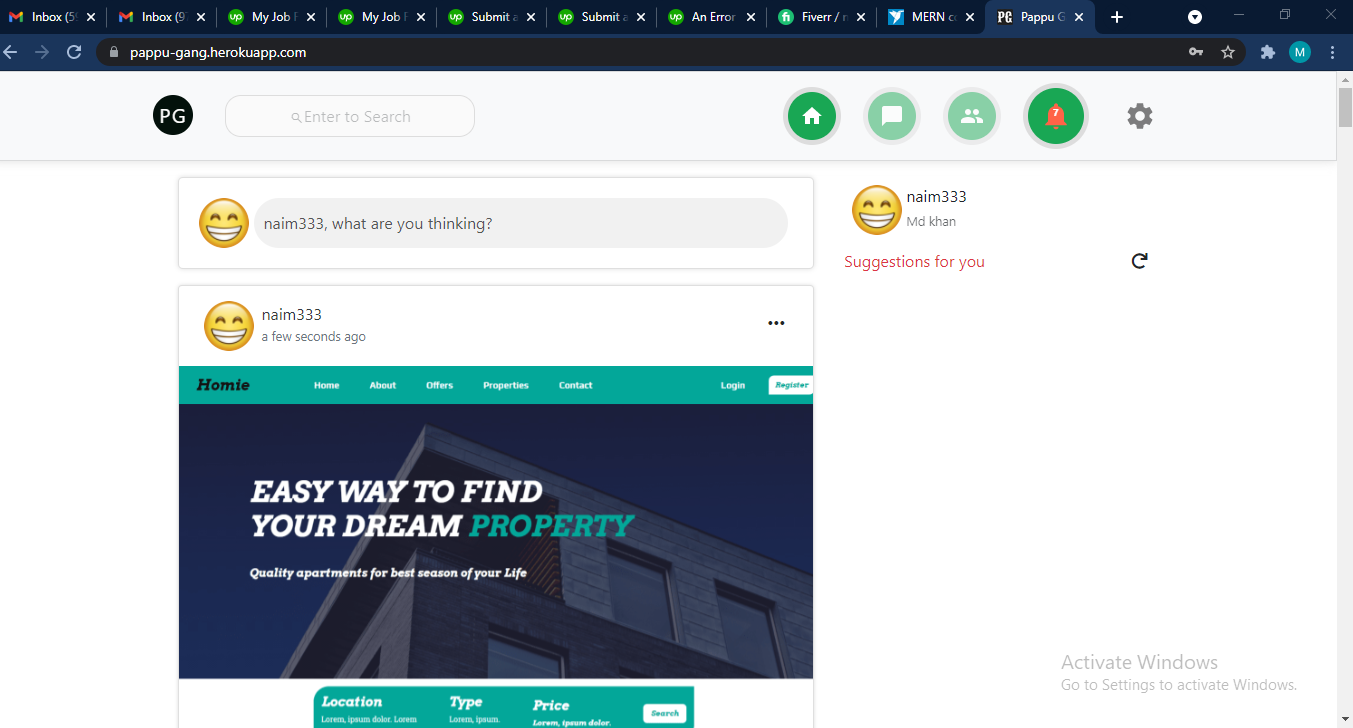 Inbox (59
Inbox (97
My Job P
My Job P
Submit a
Submit a
An Error
Fiverr / n
MERN co
Pappu G
pappu-gang.herokuapp.com
M
PG
Enter to Search
7
naim333, what are you thinking?
naim333
Md khan
Suggestions for you
naim333
a few seconds ago
Homie
Home
About
Offers
Properties
Contact
Login
Register
EASY WAY TO FIND
YOUR DREAM PROPERTY
Quality apartments for best season of your Life
Location
Type
Price
Search
Lorem, ipsum dolor. Lorem
Lorem, ipsum.
Lorem, ipsum dolor.
Activate Windows
Go to Settings to activate Windows.